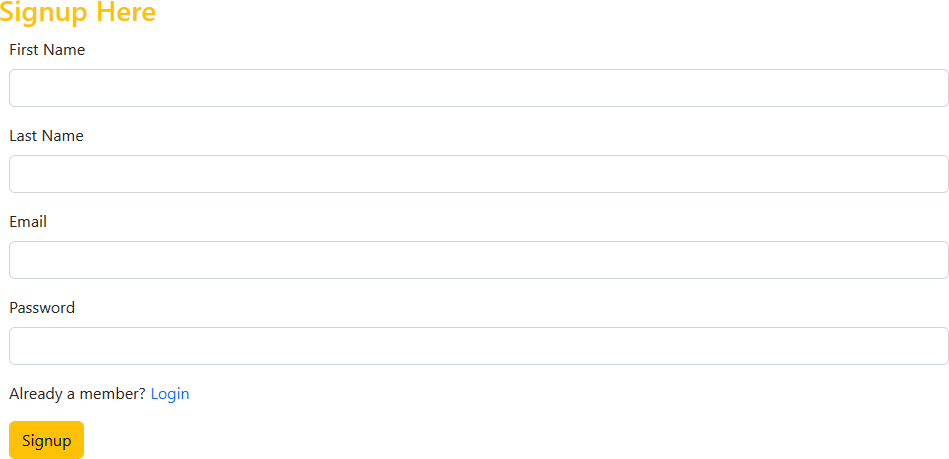 Signup Here
First Name
Last Name
Email
Password
Already a member? Login
Signup